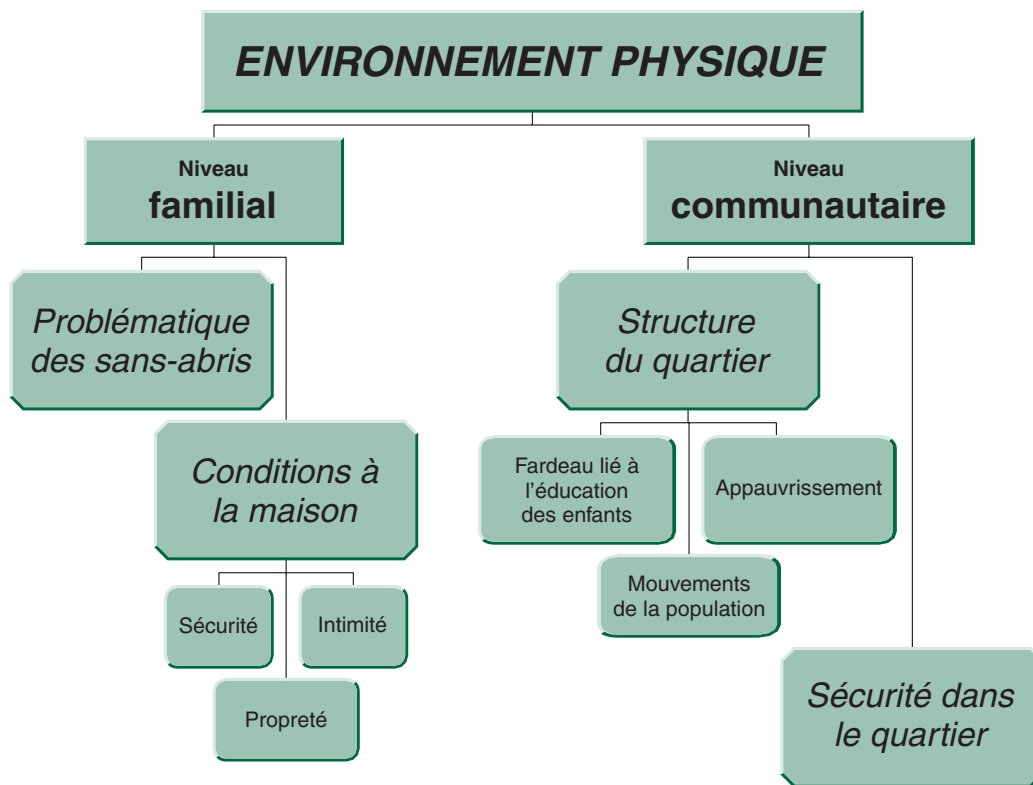 ENVIRONNEMENT PHYSIQUE
Niveau
familial
Niveau
communautaire
Problématique
des sans-abris
Structure
du quartier
Conditions à
la maison
Fardeau lié à
l’éducation
des enfants
Appauvrissement
Mouvements
de la population
Sécurité
Intimité
Propreté
Sécurité dans
le quartier